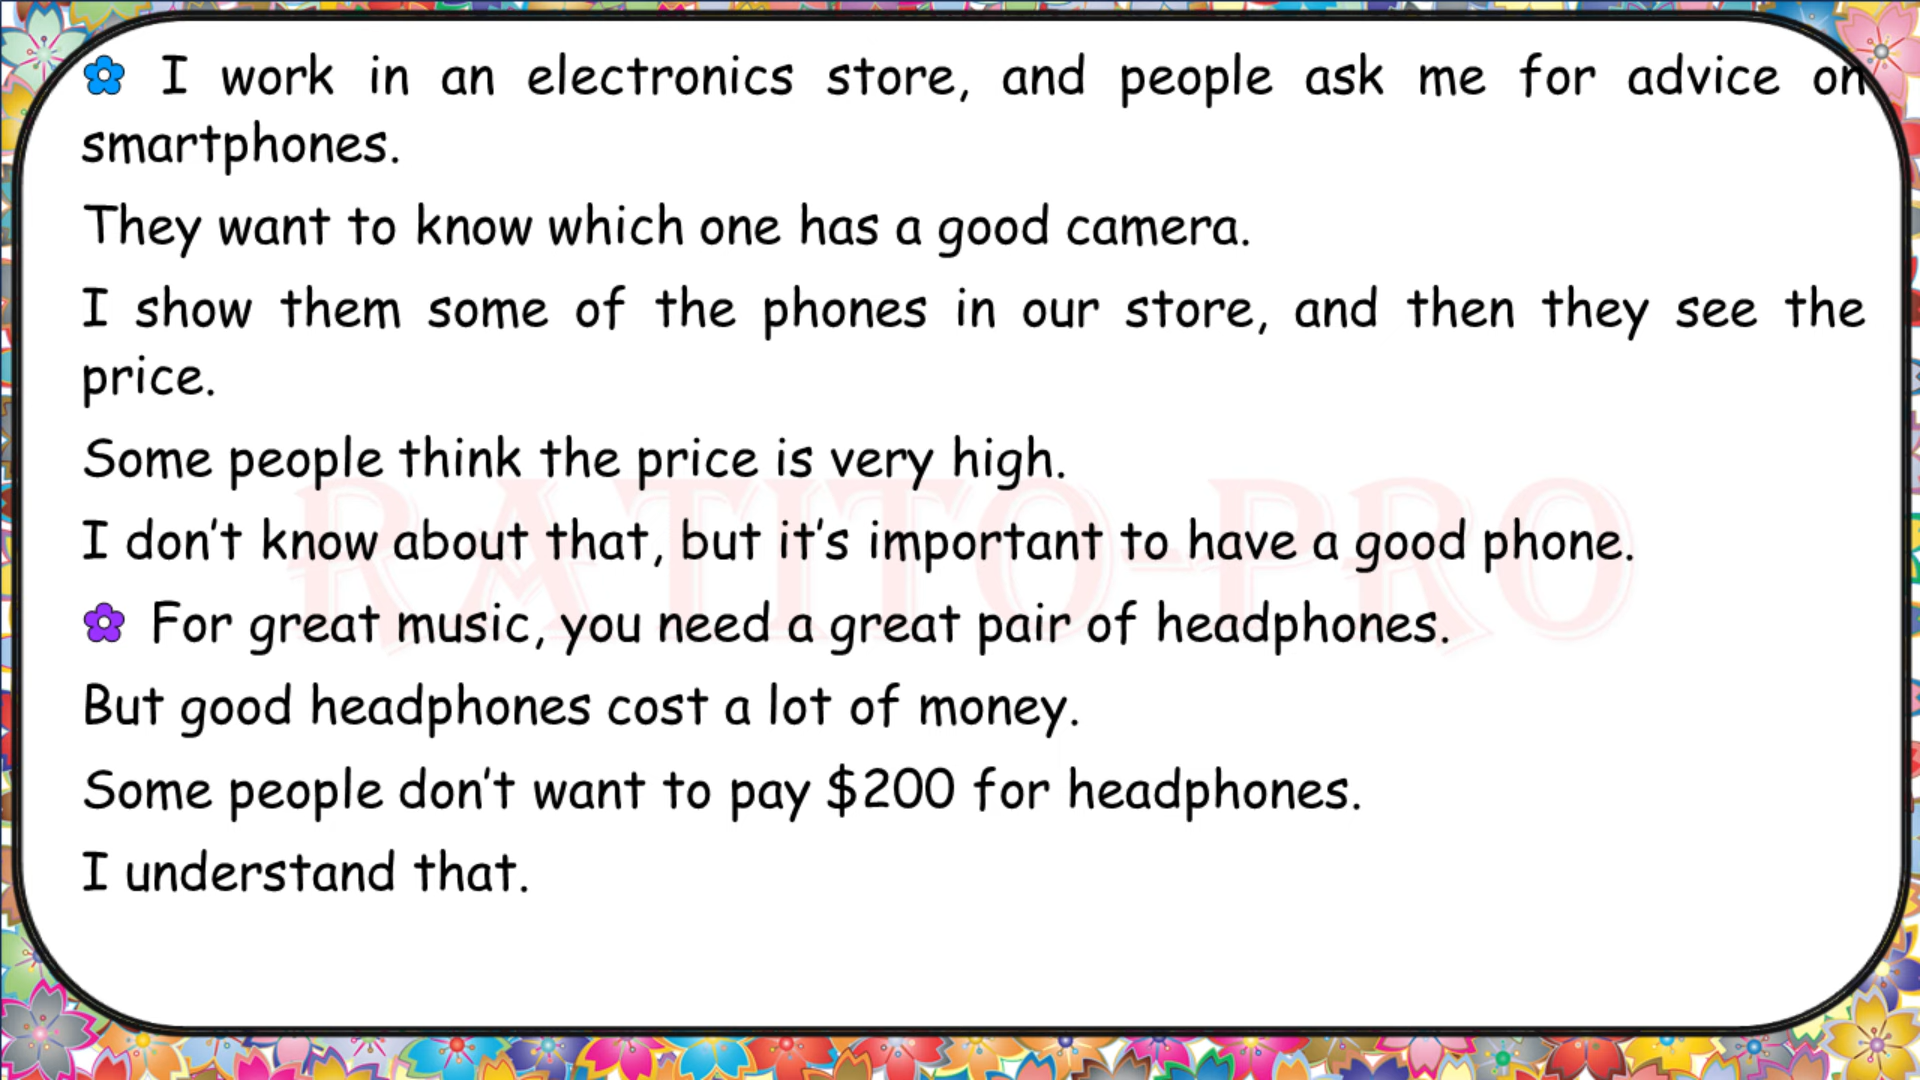 I work in an electronics store, and people ask me for advice on
smartphones.
They want to know which one has a good camera.
I show them some of the phones in our store, and then they see the
price.
Some people think the price is very high.
I don’t know about that, but it’s important to have a good phone.
For great music, you need a great pair of headphones.
But good headphones cost a lot of money.
Some people don’t want to pay $200 for headphones.
I understand that.
RATITO-PRO